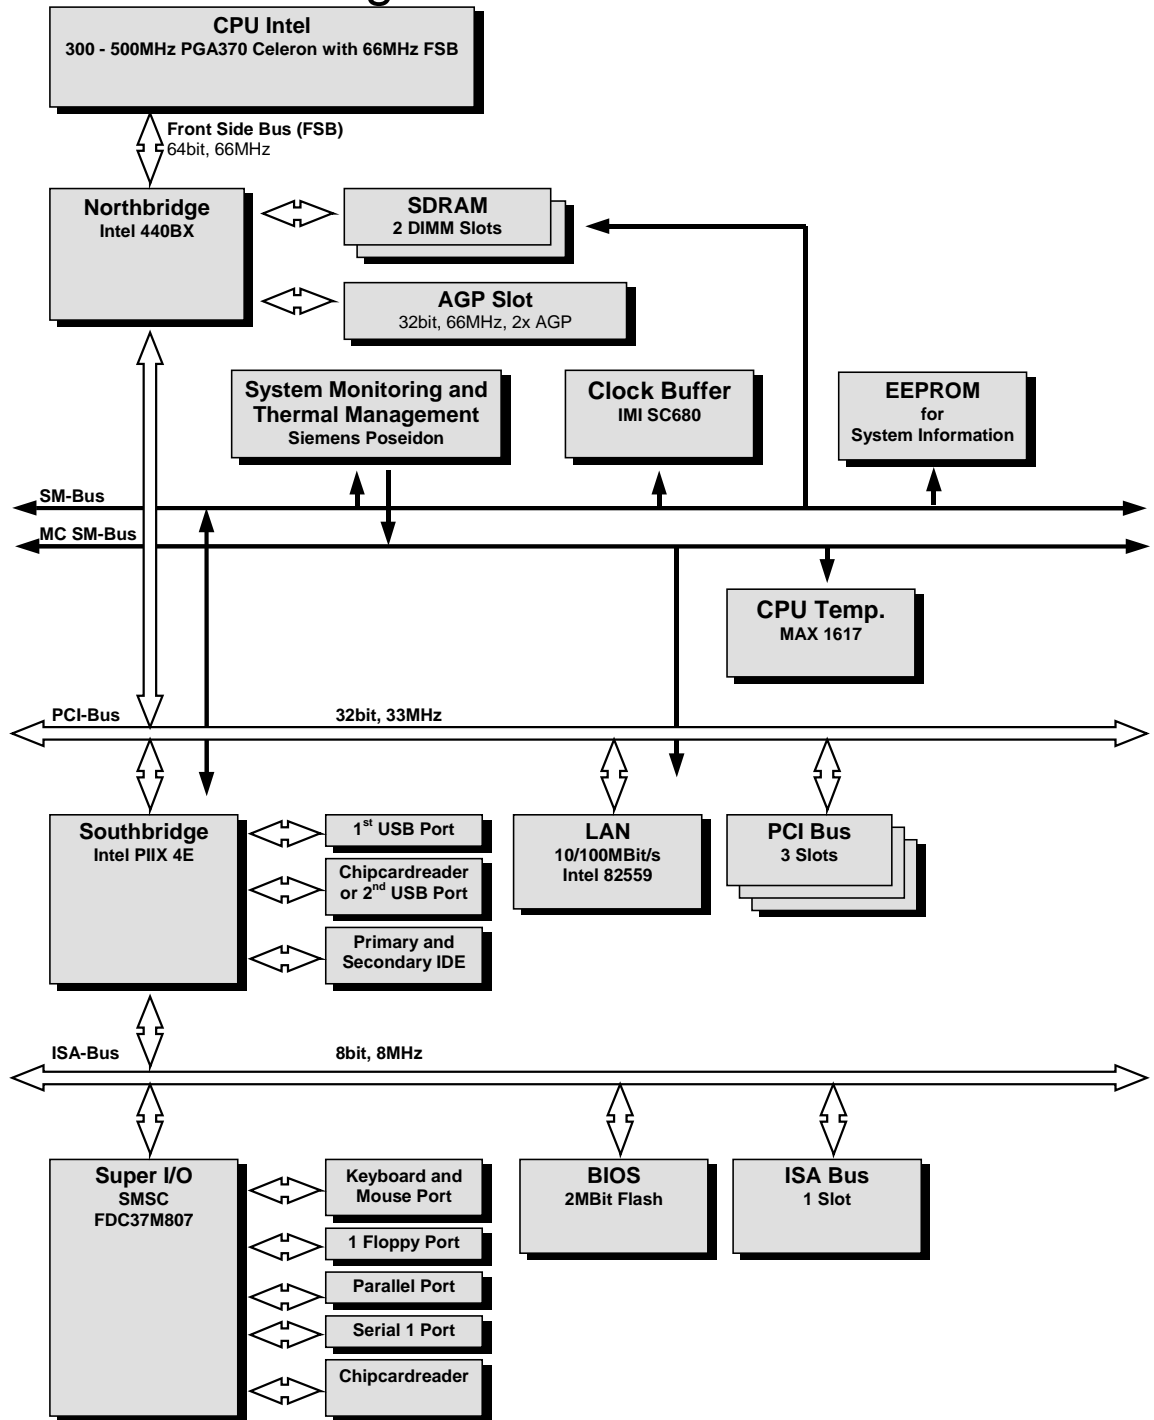 CPU Intel
300 - 500MHz PGA370 Celeron with 66MHz FSB
Front Side Bus (FSB)
64bit, 66MHz
Northbridge
Intel 440BX
SDRAM
2 DIMM Slots
AGP Slot
32bit, 66MHz, 2x AGP
System Monitoring and
Thermal Management
Siemens Poseidon
Clock Buffer
IMI SC680
EEPROM
for
System Information
SM-Bus
MC SM-Bus
CPU Temp.
MAX 1617
PCI-Bus
32bit, 33MHz
Southbridge
Intel PIIX 4E
1st USB Port
Chipcardreader
or 2nd USB Port
Primary and
Secondary IDE
LAN
10/100MBit/s
Intel 82559
PCI Bus
3 Slots
ISA-Bus
8bit, 8MHz
Super I/O
SMSC
FDC37M807
Keyboard and
Mouse Port
1 Floppy Port
Parallel Port
Serial 1 Port
Chipcardreader
BIOS
2MBit Flash
ISA Bus
1 Slot